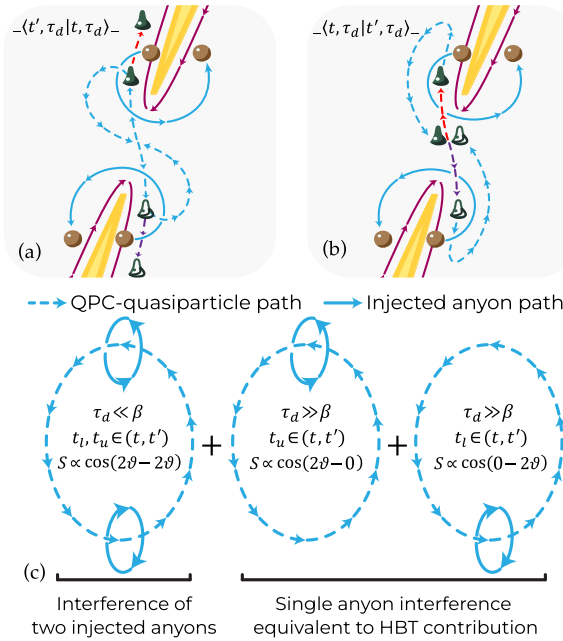 ₋⟨t′, τ_d|t, τ_d⟩₋
₋⟨t, τ_d|t′, τ_d⟩₋
(a)
(b)
QPC-quasiparticle path
Injected anyon path
τ_d ≪ β
t_l, t_u ∈ (t, t′)
S ∝ cos(2ϑ − 2ϑ)
+
τ_d ≫ β
t_u ∈ (t, t′)
S ∝ cos(2ϑ − 0)
+
τ_d ≫ β
t_l ∈ (t, t′)
S ∝ cos(0 − 2ϑ)
(c)
Interference of
two injected anyons
Single anyon interference
equivalent to HBT contribution